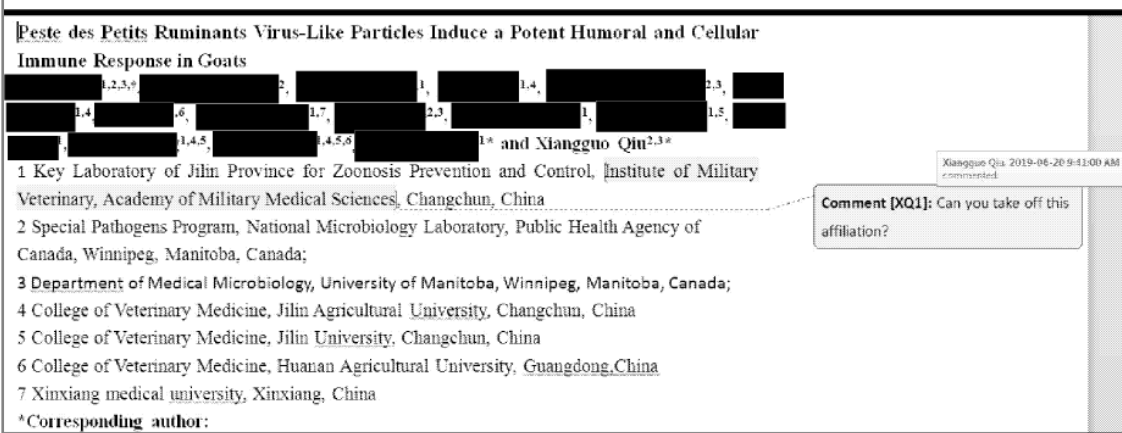 Peste des Petits Ruminants Virus-Like Particles Induce a Potent Humoral and Cellular
Immune Response in Goats
1,2,3,*, 2, 1, 1,4, 2,3,
1,4, ,6, 1,7, 2,3, 1, 1,5,
1, 1,4,5, 1,4,5,6, 1* and Xiangguo Qiu2,3*
1 Key Laboratory of Jilin Province for Zoonosis Prevention and Control, Institute of Military
Veterinary, Academy of Military Medical Sciences, Changchun, China
Xiangguo Qiu 2019-06-20 9:41:00 AM
commented:
Comment [XQ1]: Can you take off this
affiliation?
2 Special Pathogens Program, National Microbiology Laboratory, Public Health Agency of
Canada, Winnipeg, Manitoba, Canada;
3 Department of Medical Microbiology, University of Manitoba, Winnipeg, Manitoba, Canada;
4 College of Veterinary Medicine, Jilin Agricultural University, Changchun, China
5 College of Veterinary Medicine, Jilin University, Changchun, China
6 College of Veterinary Medicine, Huanan Agricultural University, Guangdong,China
7 Xinxiang medical university, Xinxiang, China
*Corresponding author: